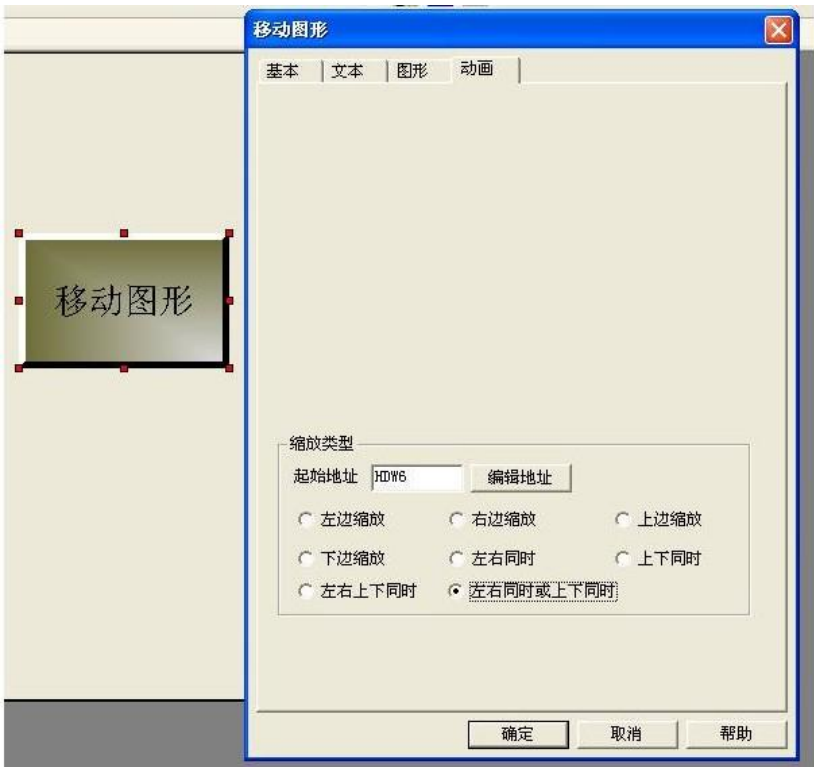 移动图形
基本 文本 图形 动画
移动图形
缩放类型
起始地址 HDW6 编辑地址
左边缩放 右边缩放 上边缩放
下边缩放 左右同时 上下同时
左右上下同时 左右同时或上下同时
确定 取消 帮助